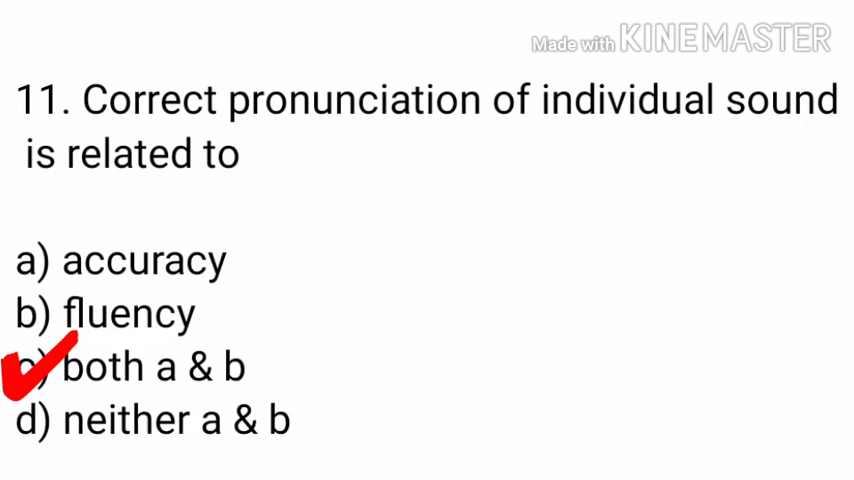 Made with KINEMASTER
11. Correct pronunciation of individual sound
is related to
a) accuracy
b) fluency
c) both a & b
d) neither a & b